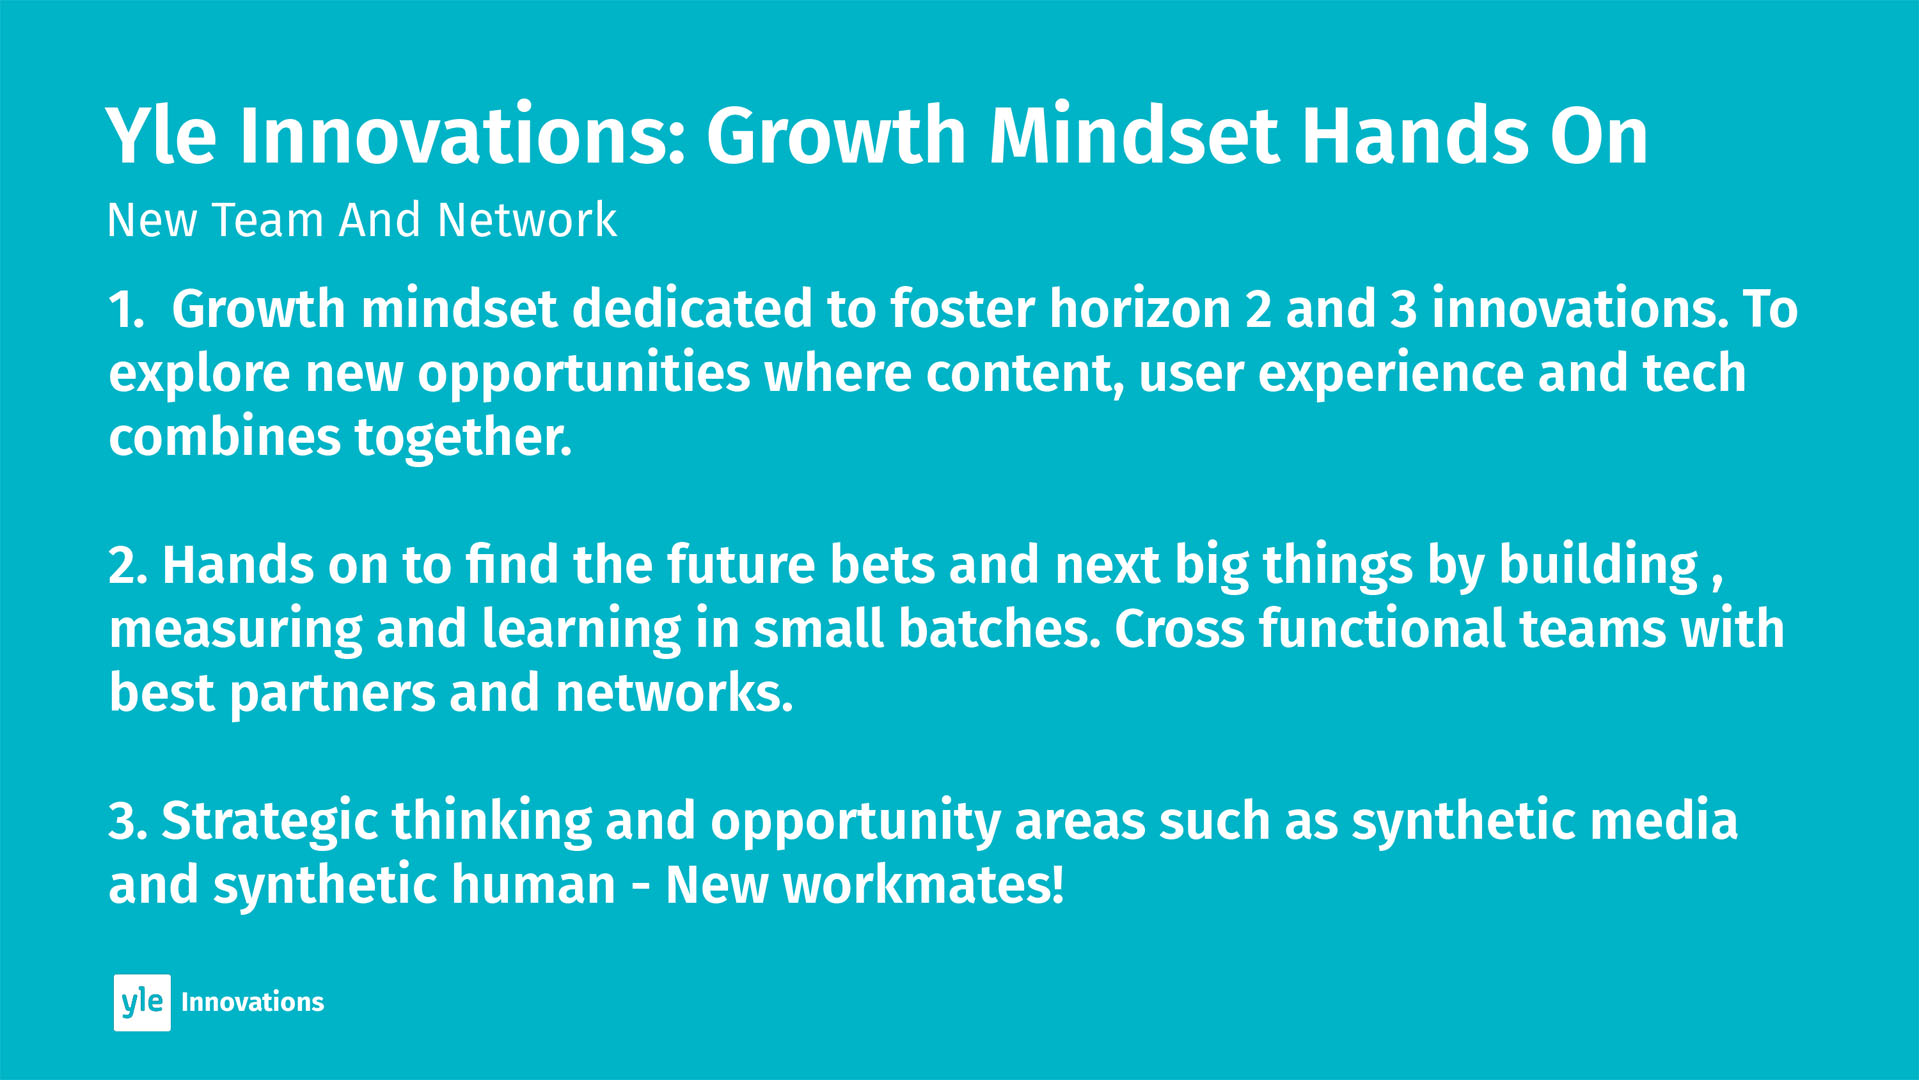 Yle Innovations: Growth Mindset Hands On
New Team And Network
1.  Growth mindset dedicated to foster horizon 2 and 3 innovations. To
explore new opportunities where content, user experience and tech
combines together.
2. Hands on to find the future bets and next big things by building ,
measuring and learning in small batches. Cross functional teams with
best partners and networks.
3. Strategic thinking and opportunity areas such as synthetic media
and synthetic human - New workmates!
yle Innovations